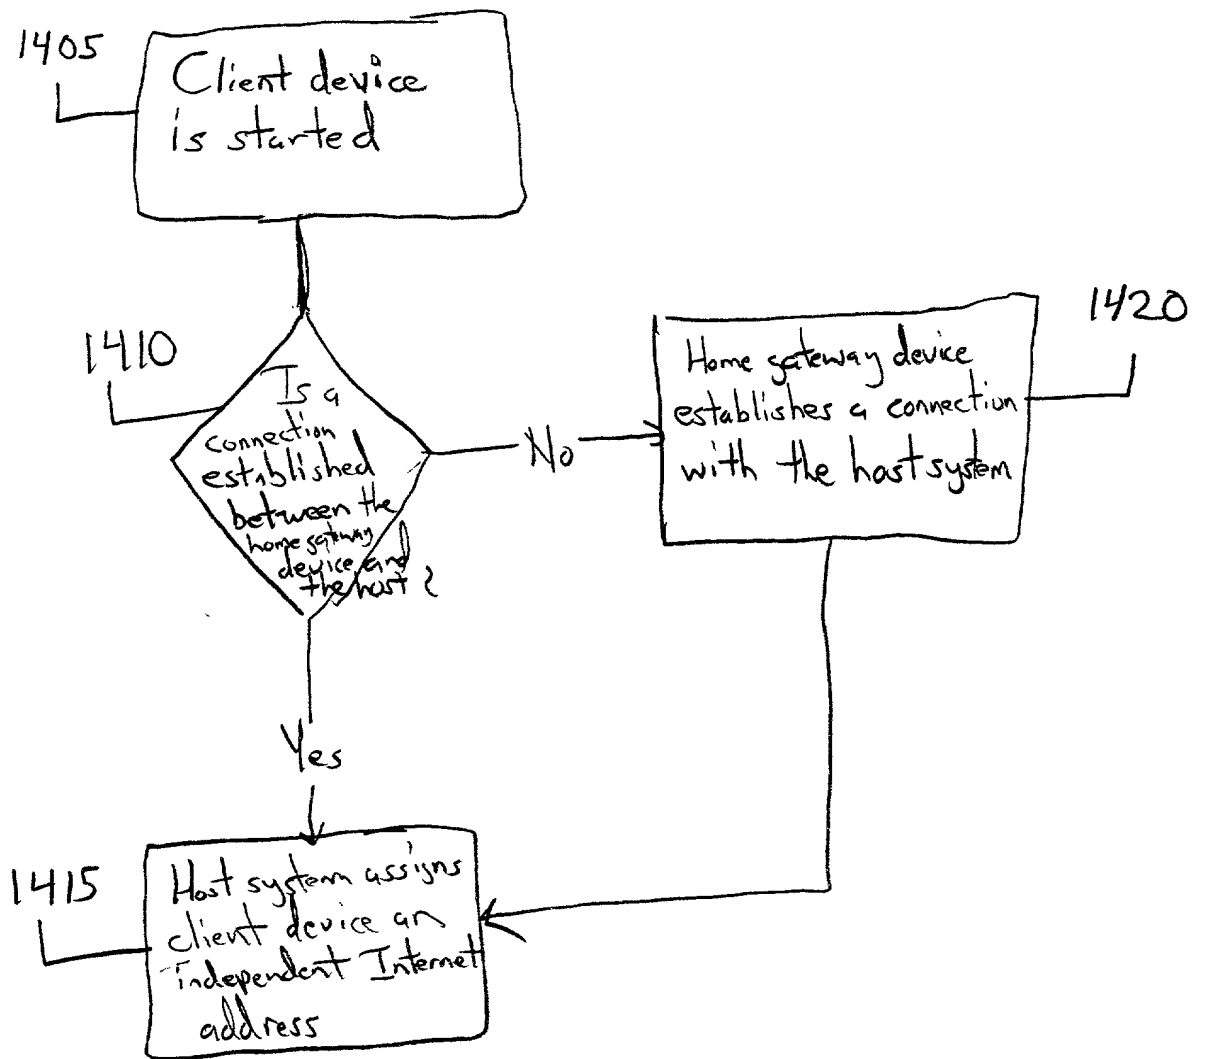 1405
Client device
is started
1410
Is a
connection
established
between the
home gateway
device and
the host?
No
1420
Home gateway device
establishes a connection
with the host system
Yes
1415
Host system assigns
client device an
independent Internet
address